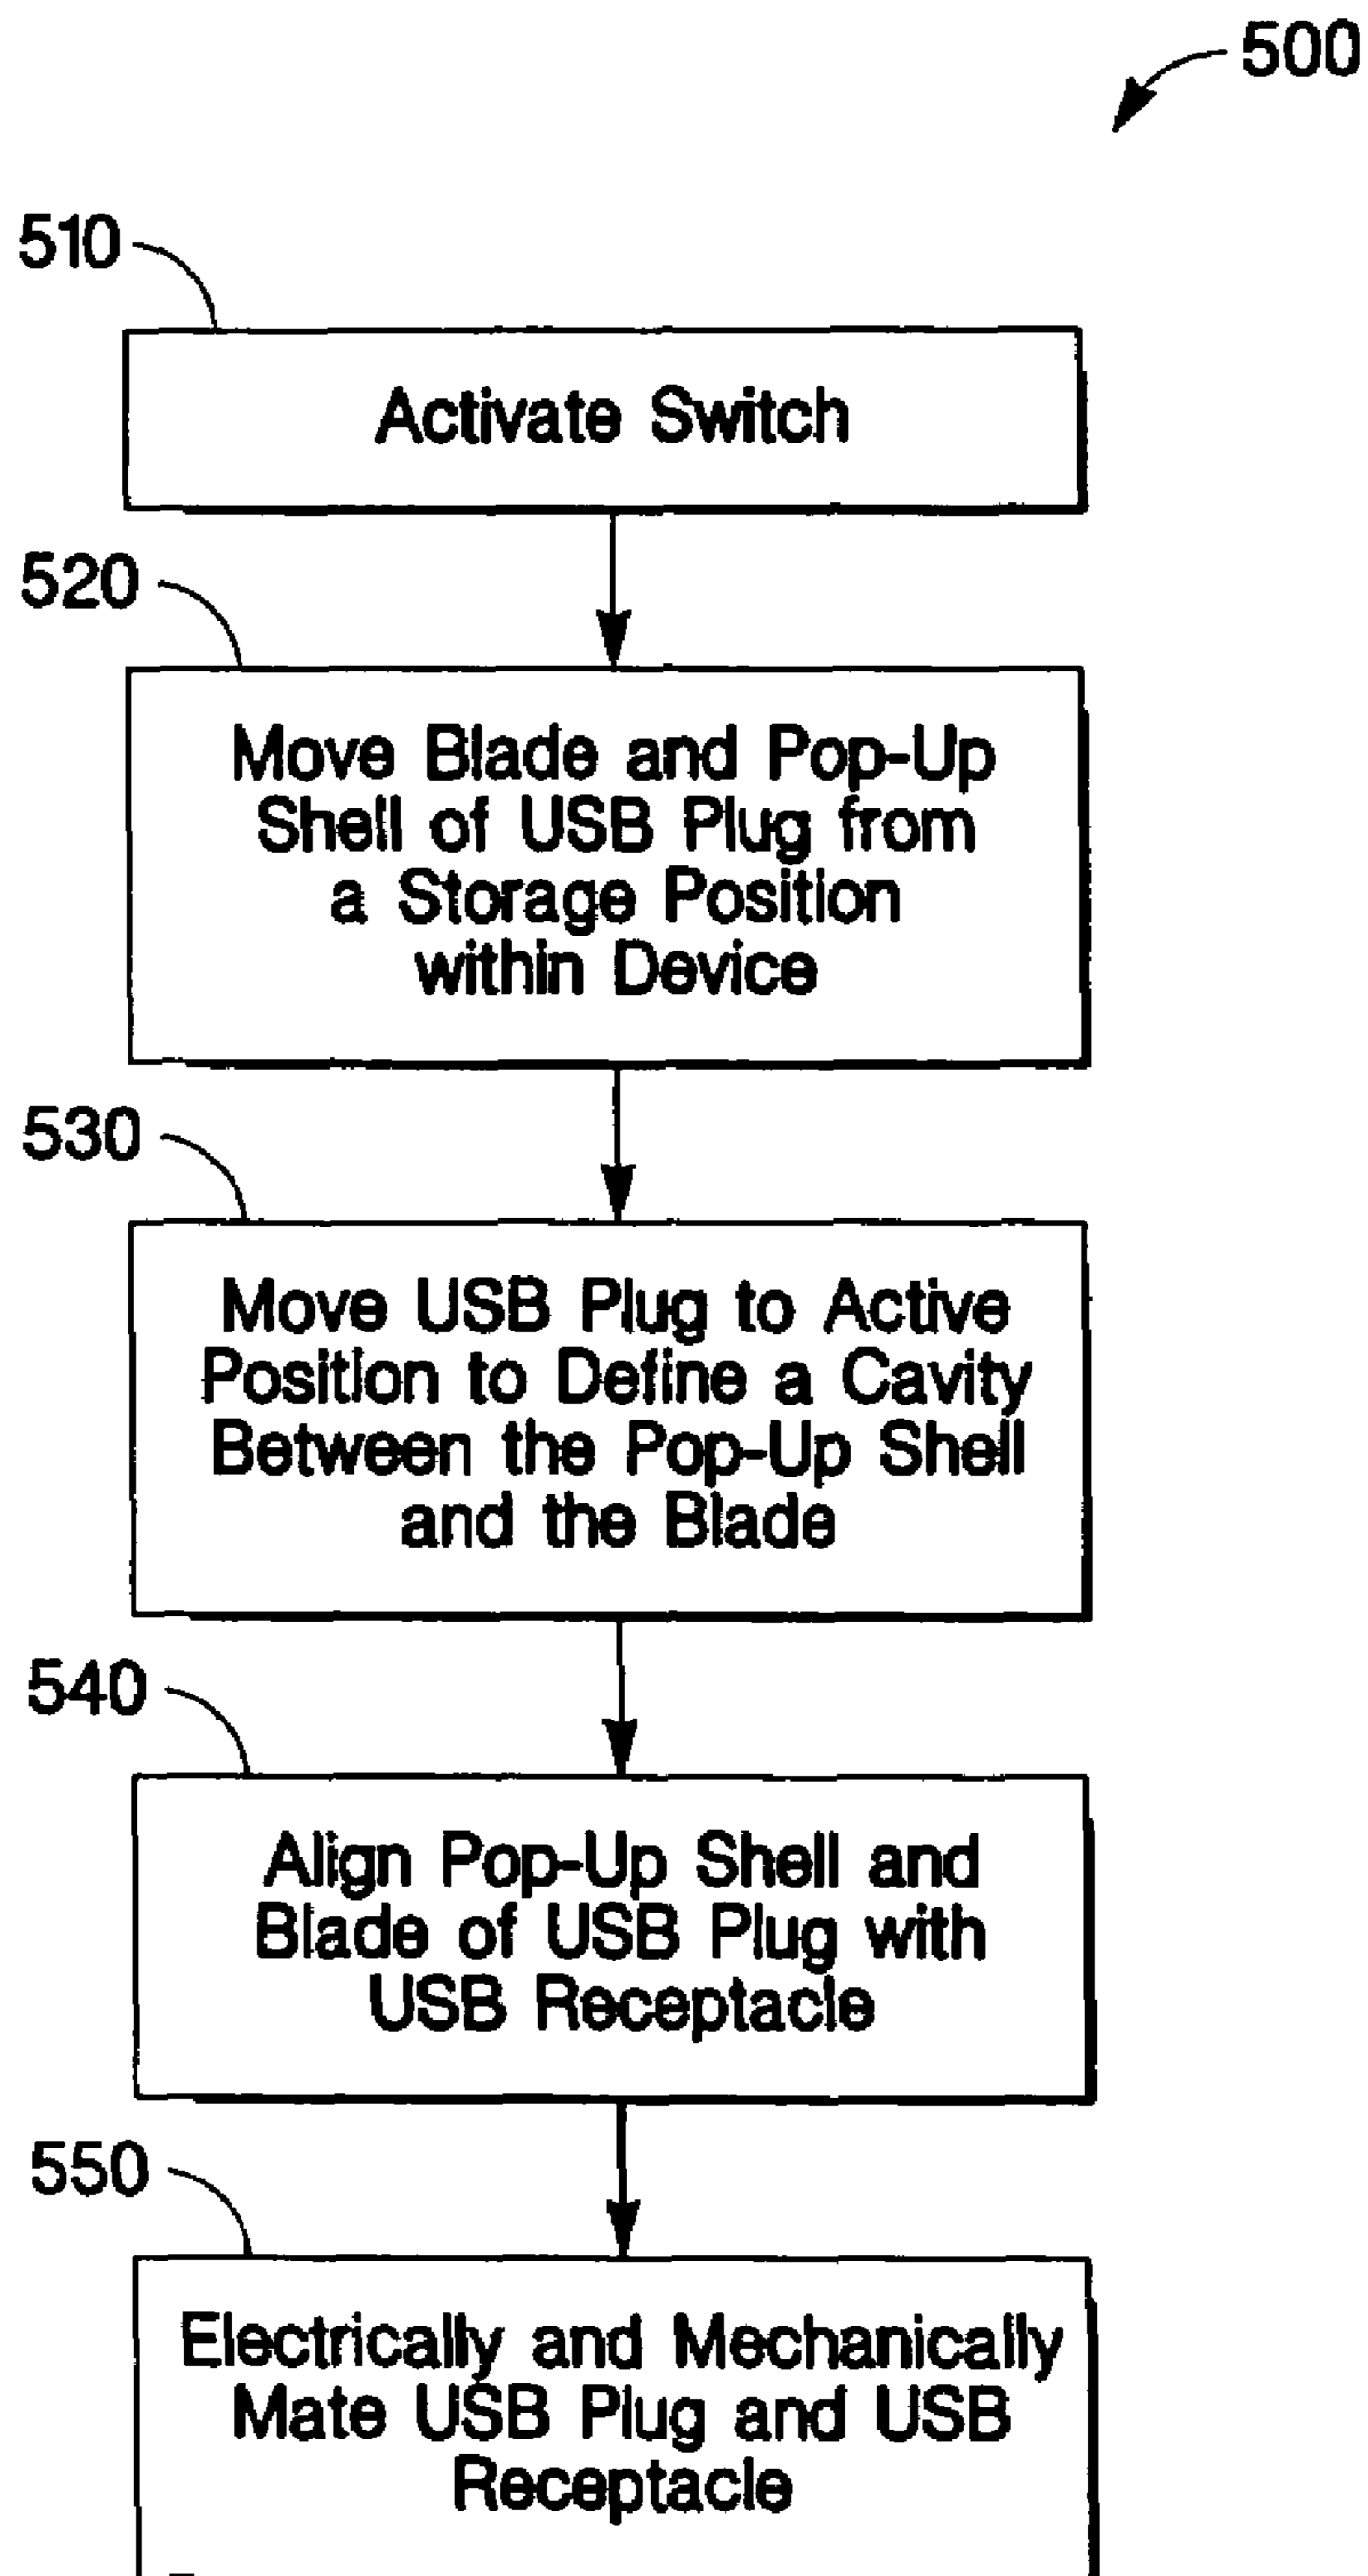 500
510
Activate Switch
520
Move Blade and Pop-Up
Shell of USB Plug from
a Storage Position
within Device
530
Move USB Plug to Active
Position to Define a Cavity
Between the Pop-Up Shell
and the Blade
540
Align Pop-Up Shell and
Blade of USB Plug with
USB Receptacle
550
Electrically and Mechanically
Mate USB Plug and USB
Receptacle